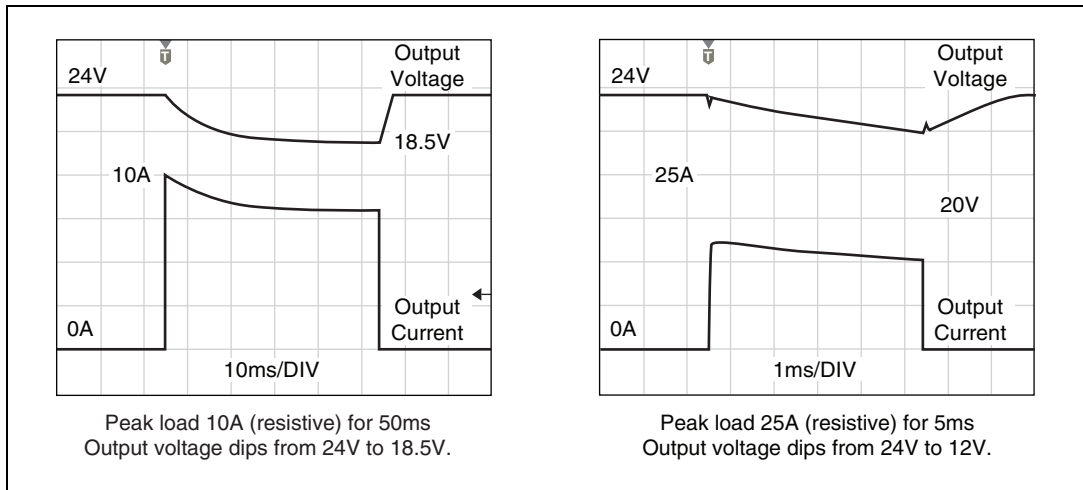 T
Output
Voltage
24V
18.5V
10A
Output
Current
0A
10ms/DIV
Peak load 10A (resistive) for 50ms
Output voltage dips from 24V to 18.5V.
T
Output
Voltage
24V
25A
20V
Output
Current
0A
1ms/DIV
Peak load 25A (resistive) for 5ms
Output voltage dips from 24V to 12V.